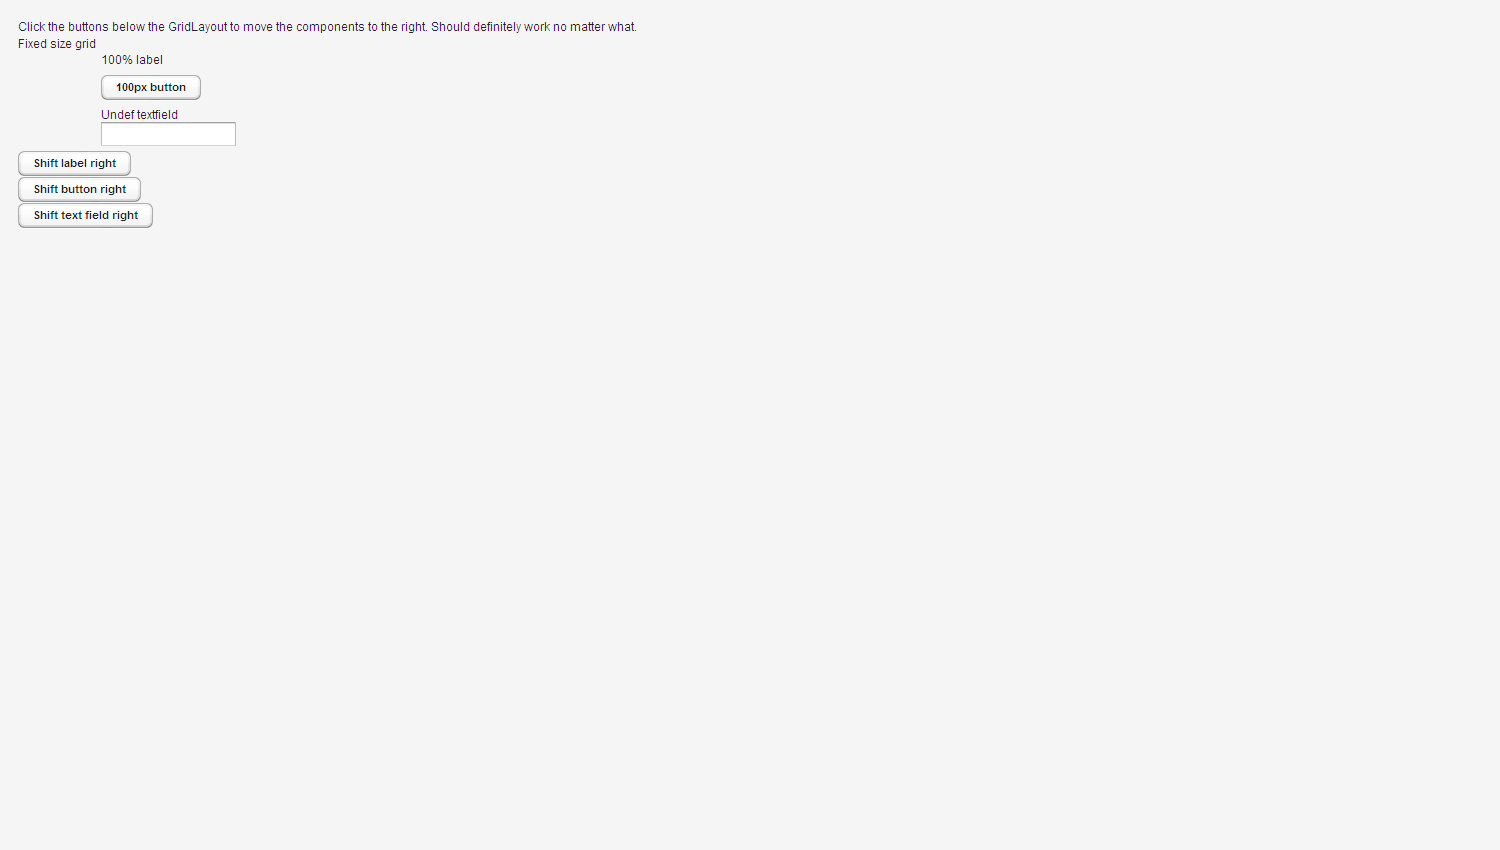 Click the buttons below the GridLayout to move the components to the right. Should definitely work no matter what.
Fixed size grid
100% label
100px button
Undef textfield
Shift label right
Shift button right
Shift text field right